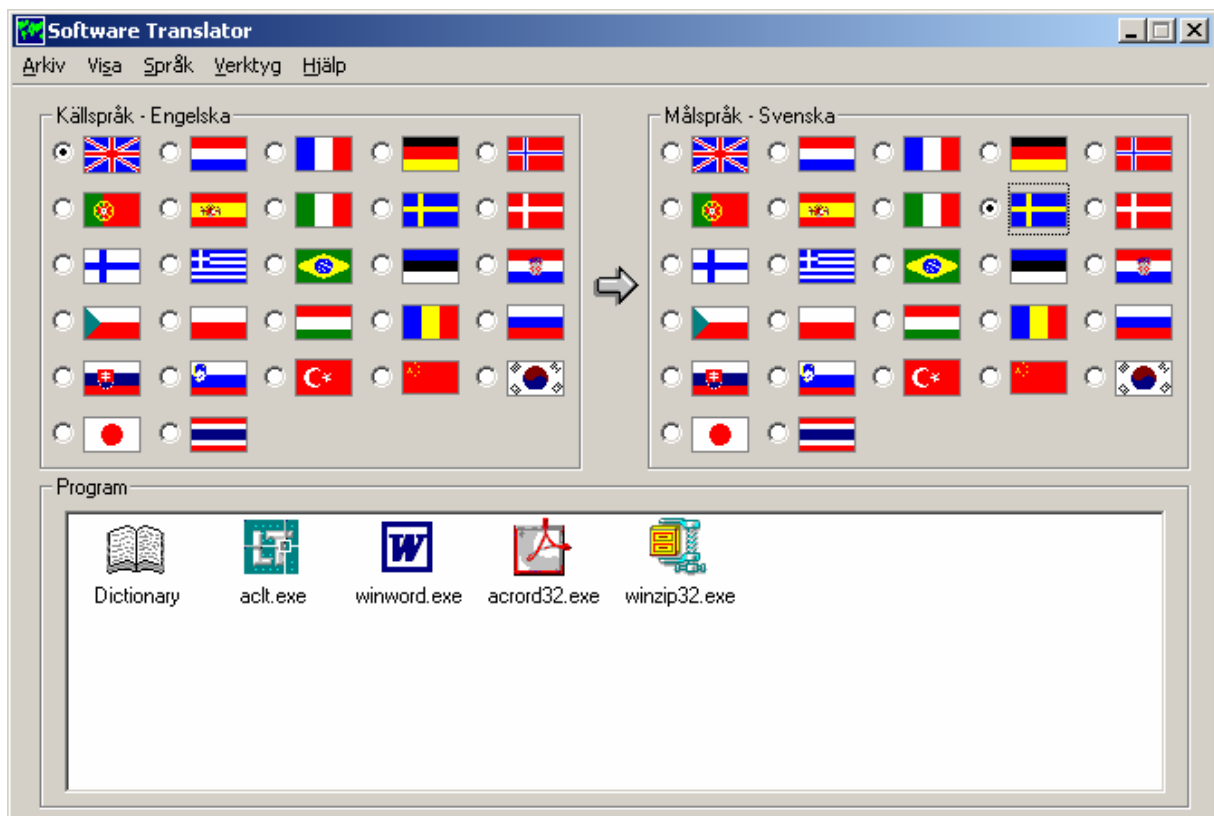 Software Translator
Arkiv Visa Språk Verktyg Hjälp
Källspråk - Engelska
Målspråk - Svenska
Program
Dictionary aclt.exe winword.exe acrord32.exe winzip32.exe